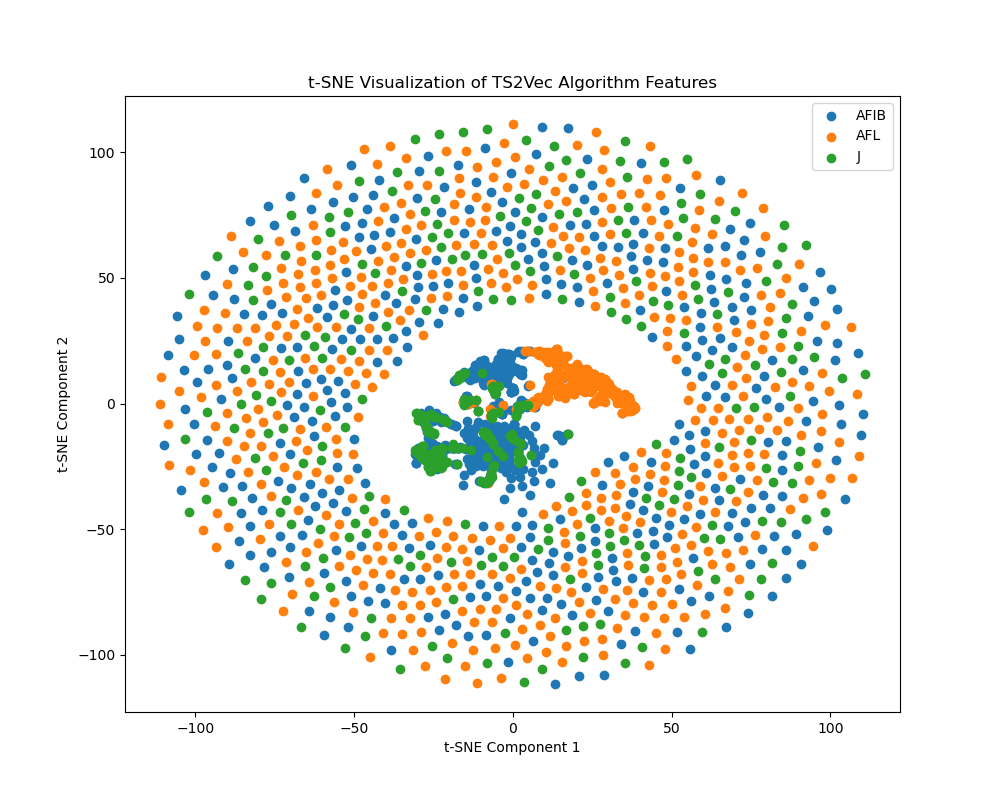 t-SNE Visualization of TS2Vec Algorithm Features
AFIB
AFL
J
t-SNE Component 2
100
50
0
−50
−100
−100
−50
0
50
100
t-SNE Component 1